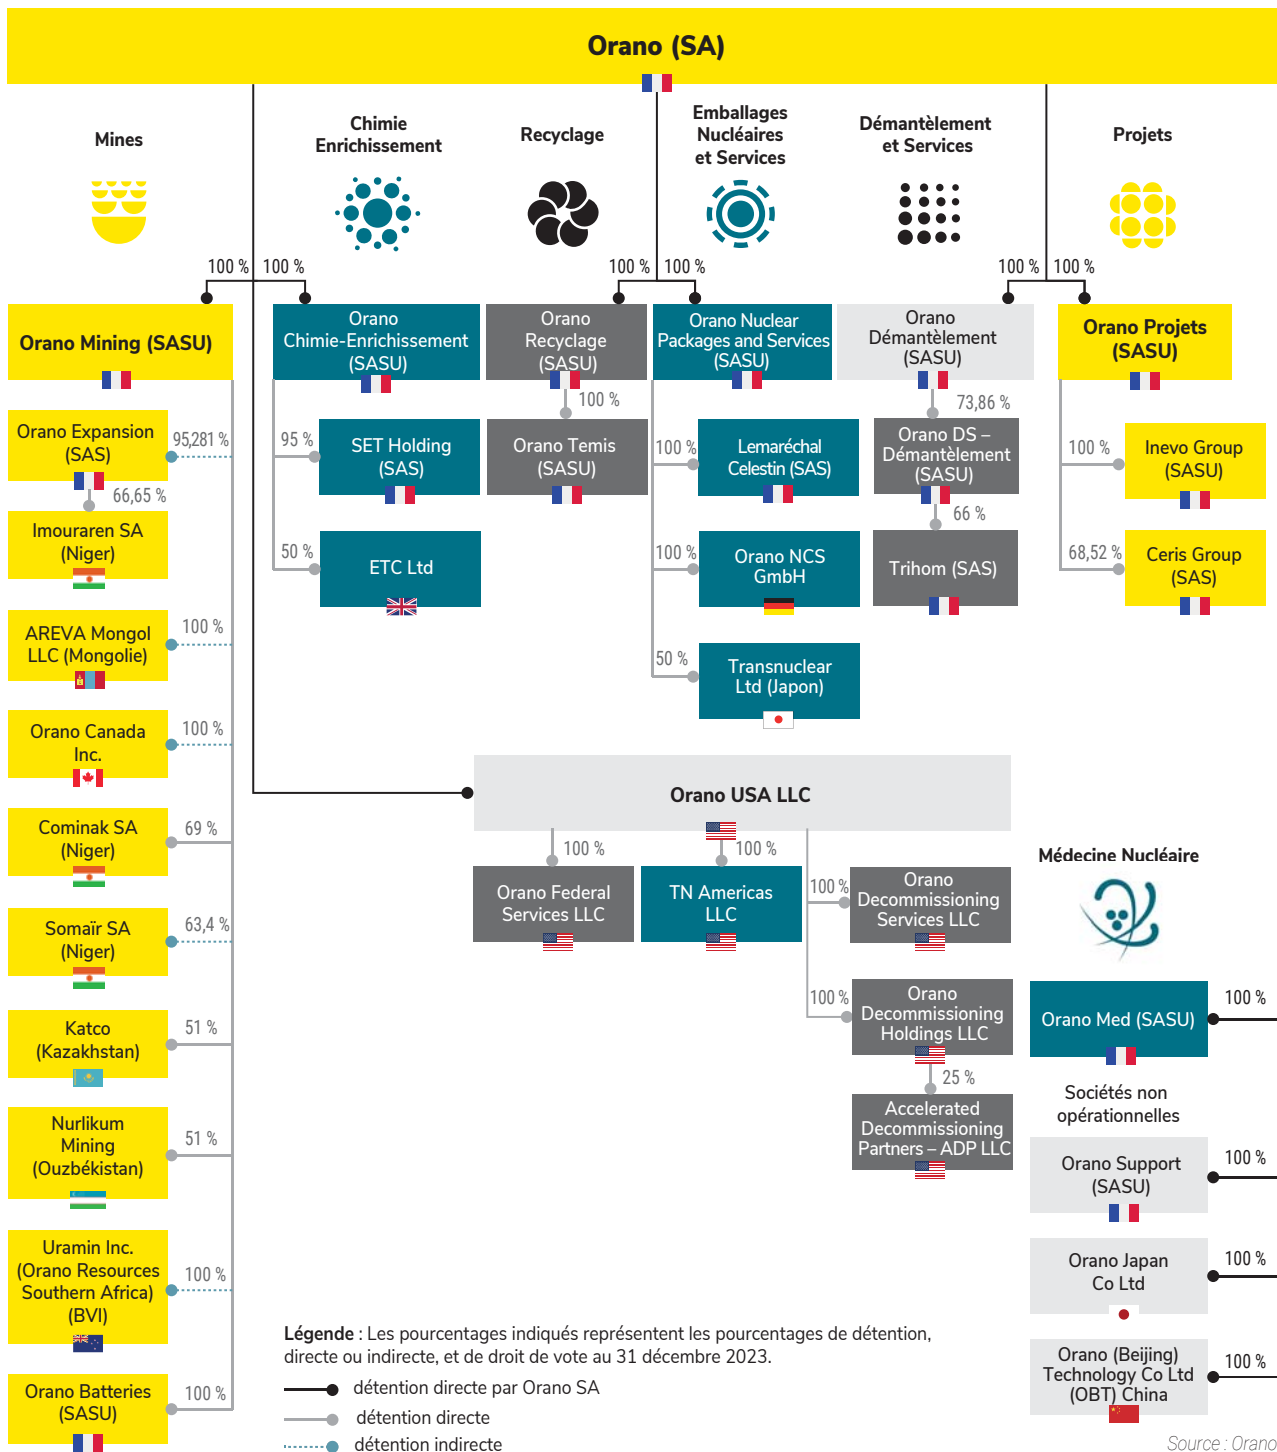 Orano (SA)
Mines
Chimie
Enrichissement
Recyclage
Emballages
Nucléaires
et Services
Démantèlement
et Services
Projets
100 %
100 %
100 %
100 %
100 %
100 %
Orano Mining (SASU)
Orano
Chimie-Enrichissement
(SASU)
Orano
Recyclage
(SASU)
Orano Nuclear
Packages and Services
(SASU)
Orano
Démantèlement
(SASU)
Orano Projets
(SASU)
Orano Expansion
(SAS)
95,281 %
66,65 %
Imouraren SA
(Niger)
AREVA Mongol
LLC (Mongolie)
100 %
Orano Canada
Inc.
100 %
Cominak SA
(Niger)
69 %
Somaïr SA
(Niger)
63,4 %
Katco
(Kazakhstan)
51 %
Nurlikum
Mining
(Ouzbékistan)
51 %
Uramin Inc.
(Orano Resources
Southern Africa)
(BVI)
100 %
Orano Batteries
(SASU)
100 %
95 %
SET Holding
(SAS)
50 %
ETC Ltd
100 %
Orano Temis
(SASU)
100 %
Lemaréchal
Celestin (SAS)
100 %
Orano NCS
GmbH
50 %
Transnuclear
Ltd (Japon)
73,86 %
Orano DS –
Démantèlement
(SASU)
66 %
Trihom (SAS)
100 %
Inevo Group
(SASU)
68,52 %
Ceris Group
(SAS)
Orano USA LLC
100 %
Orano Federal
Services LLC
100 %
TN Americas
LLC
100 %
Orano
Decommissioning
Services LLC
100 %
Orano
Decommissioning
Holdings LLC
25 %
Accelerated
Decommissioning
Partners – ADP LLC
Médecine Nucléaire
Orano Med (SASU)
100 %
Sociétés non
opérationnelles
Orano Support
(SASU)
100 %
Orano Japan
Co Ltd
100 %
Orano (Beijing)
Technology Co Ltd
(OBT) China
100 %
Légende : Les pourcentages indiqués représentent les pourcentages de détention,
directe ou indirecte, et de droit de vote au 31 décembre 2023.
détention directe par Orano SA
détention directe
détention indirecte
Source : Orano